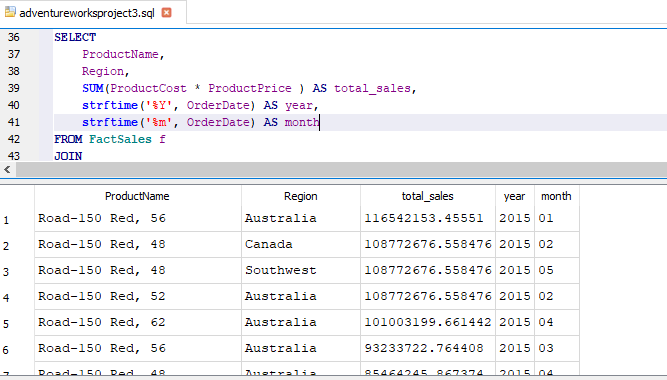 adventureworksproject3.sql
36 SELECT
37 ProductName,
38 Region,
39 SUM(ProductCost * ProductPrice ) AS total_sales,
40 strftime('%Y', OrderDate) AS year,
41 strftime('%m', OrderDate) AS month
42 FROM FactSales f
43 JOIN
ProductName Region total_sales year month
1 Road-150 Red, 56 Australia 116542153.45551 2015 01
2 Road-150 Red, 48 Canada 108772676.558476 2015 02
3 Road-150 Red, 48 Southwest 108772676.558476 2015 05
4 Road-150 Red, 52 Australia 108772676.558476 2015 02
5 Road-150 Red, 62 Australia 101003199.661442 2015 04
6 Road-150 Red, 56 Australia 93233722.764408 2015 03
7 Road-150 Red, 48 Australia 85464245.867374 2015 04